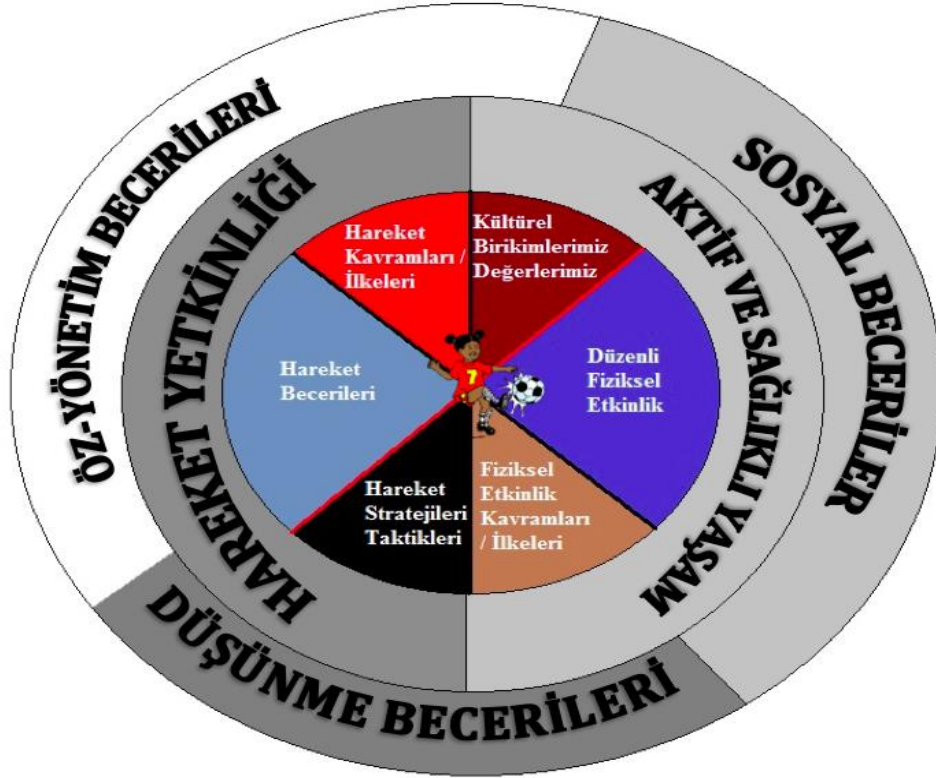 ÖZ-YÖNETİM BECERİLERİ
SOSYAL BECERİLER
DÜŞÜNME BECERİLERİ
HAREKET YETKİNLİĞİ
AKTİF VE SAĞLIKLI YAŞAM
Hareket
Kavramları /
İlkeleri
Kültürel
Birikimlerimiz
Değerlerimiz
Hareket
Becerileri
Düzenli
Fiziksel
Etkinlik
Hareket
Stratejileri
Taktikleri
Fiziksel
Etkinlik
Kavramları
/ İlkeleri
7